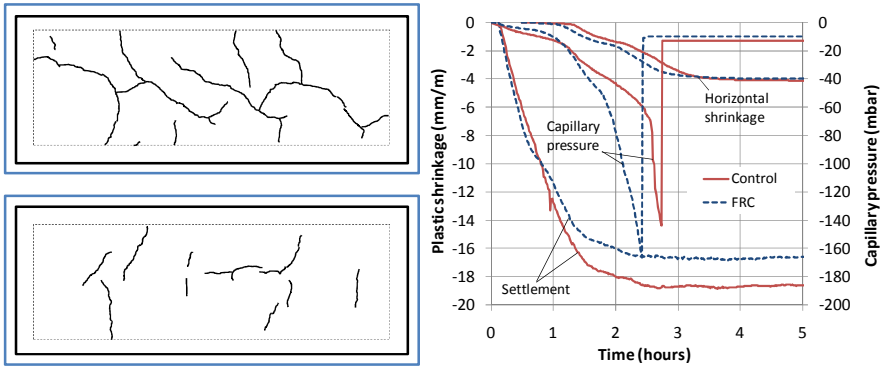 0
-2
-4
-6
-8
-10
-12
-14
-16
-18
-20
Plastic shrinkage (mm/m)
0
-20
-40
-60
-80
-100
-120
-140
-160
-180
-200
Capillary pressure (mbar)
Horizontal
shrinkage
Capillary
pressure
Control
FRC
Settlement
0
1
2
3
4
5
Time (hours)